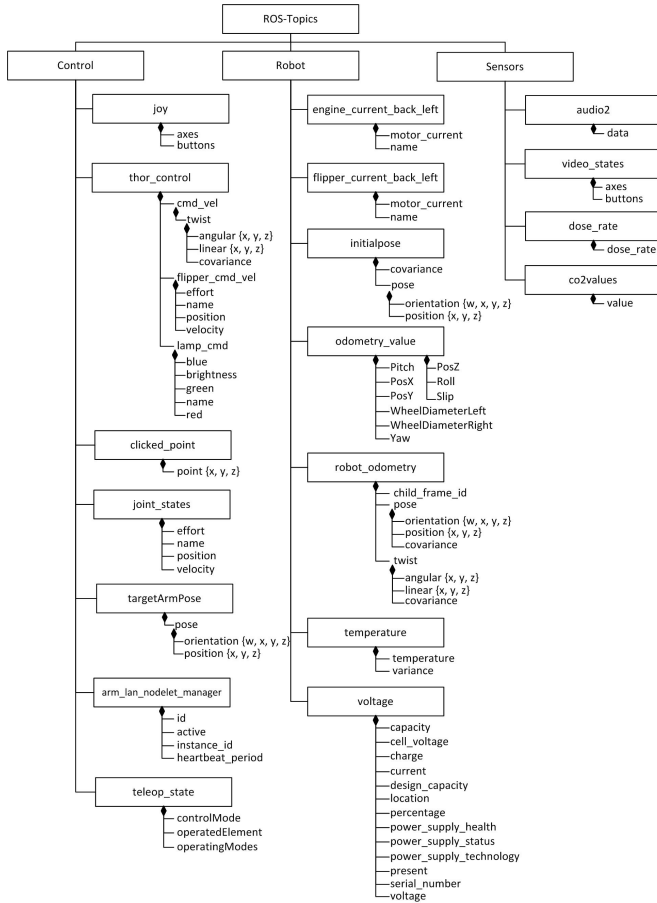 ROS-Topics
Control
joy
axes
buttons
thor_control
cmd_vel
twist
angular {x, y, z}
linear {x, y, z}
covariance
flipper_cmd_vel
effort
name
position
velocity
lamp_cmd
blue
brightness
green
name
red
clicked_point
point {x, y, z}
joint_states
effort
name
position
velocity
targetArmPose
pose
orientation {w, x, y, z}
position {x, y, z}
arm_lan_nodelet_manager
id
active
instance_id
heartbeat_period
teleop_state
controlMode
operatedElement
operatingModes
Robot
engine_current_back_left
motor_current
name
flipper_current_back_left
motor_current
name
initialpose
covariance
pose
orientation {w, x, y, z}
position {x, y, z}
odometry_value
Pitch
PosX
PosY
WheelDiameterLeft
WheelDiameterRight
Yaw
PosZ
Roll
Slip
robot_odometry
child_frame_id
pose
orientation {w, x, y, z}
position {x, y, z}
covariance
twist
angular {x, y, z}
linear {x, y, z}
covariance
temperature
temperature
variance
voltage
capacity
cell_voltage
charge
current
design_capacity
location
percentage
power_supply_health
power_supply_status
power_supply_technology
present
serial_number
voltage
Sensors
audio2
data
video_states
axes
buttons
dose_rate
dose_rate
co2values
value